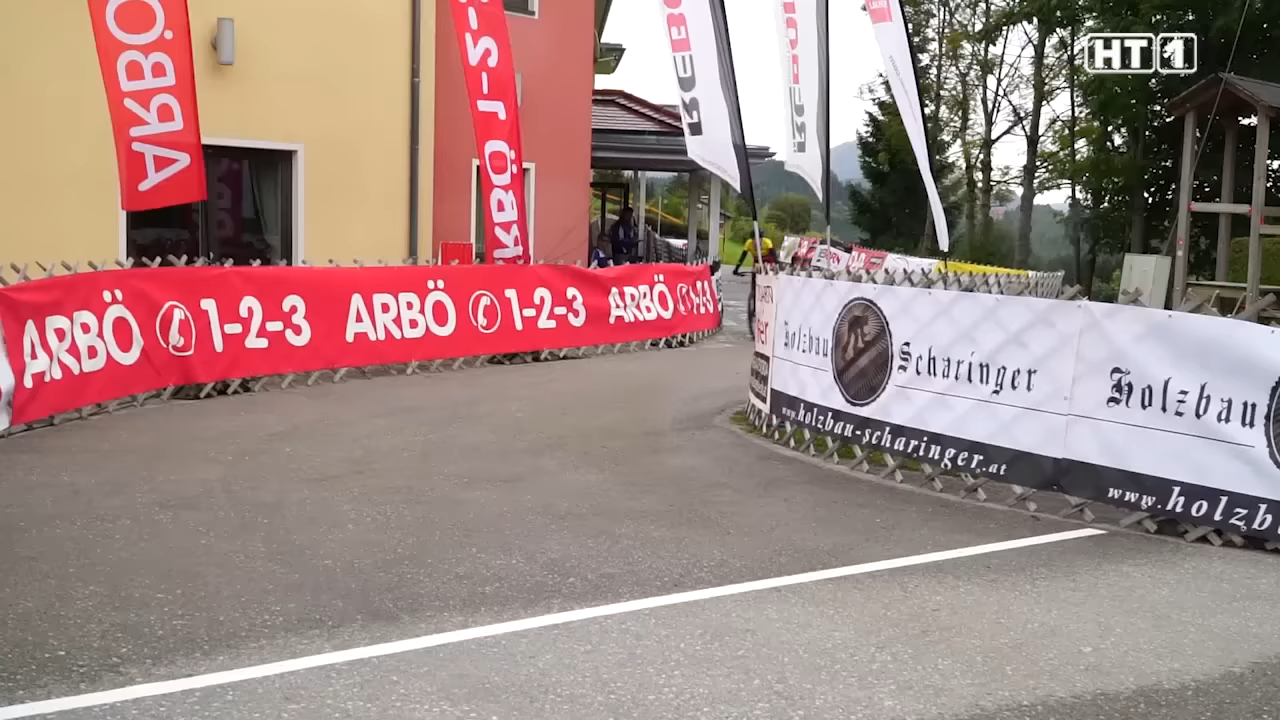 HT1
ARBÖ
ARBÖ 1-2-3
ARBÖ 1-2-3 ARBÖ 1-2-3 ARBÖ 1-2-3
Holzbau Scharinger
www.holzbau-scharinger.at
Holzbau
www.holzb